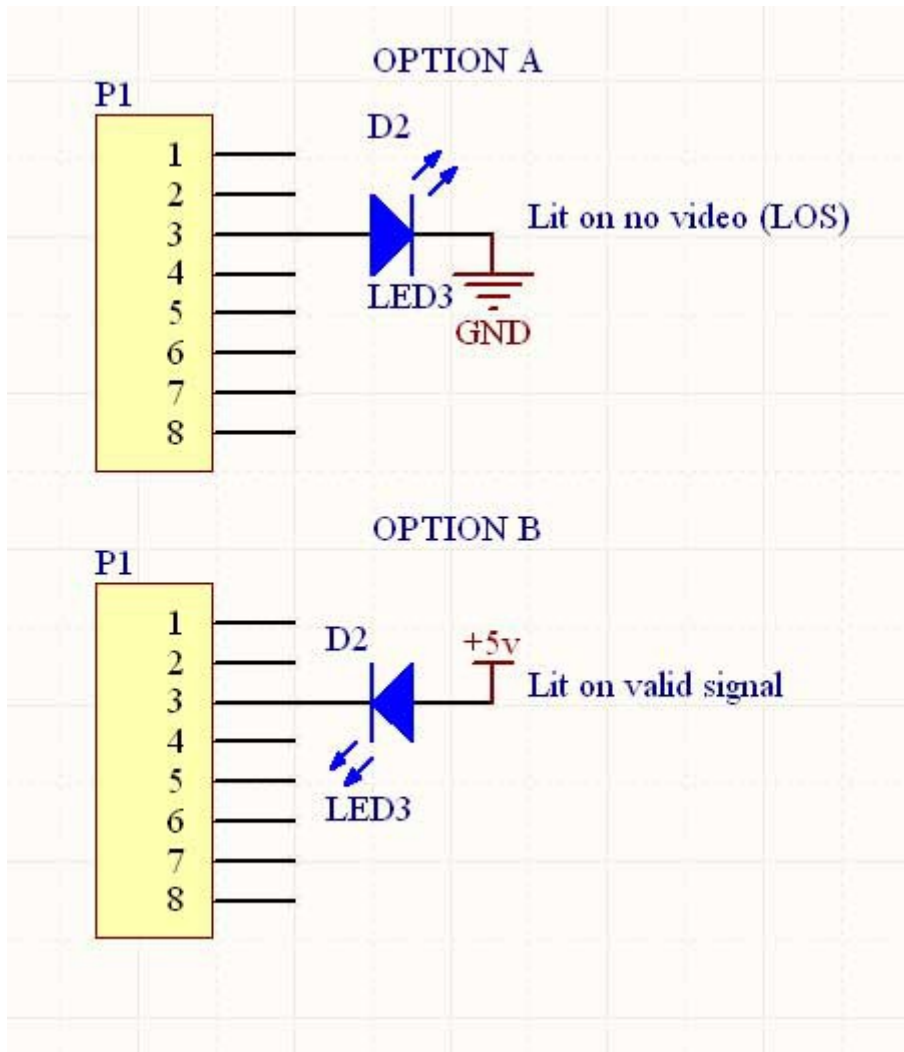 OPTION A
P1
D2
1
2
3
4
5
6
7
8
Lit on no video (LOS)
LED3
GND
OPTION B
P1
1
2
3
4
5
6
7
8
D2
+5v
Lit on valid signal
LED3